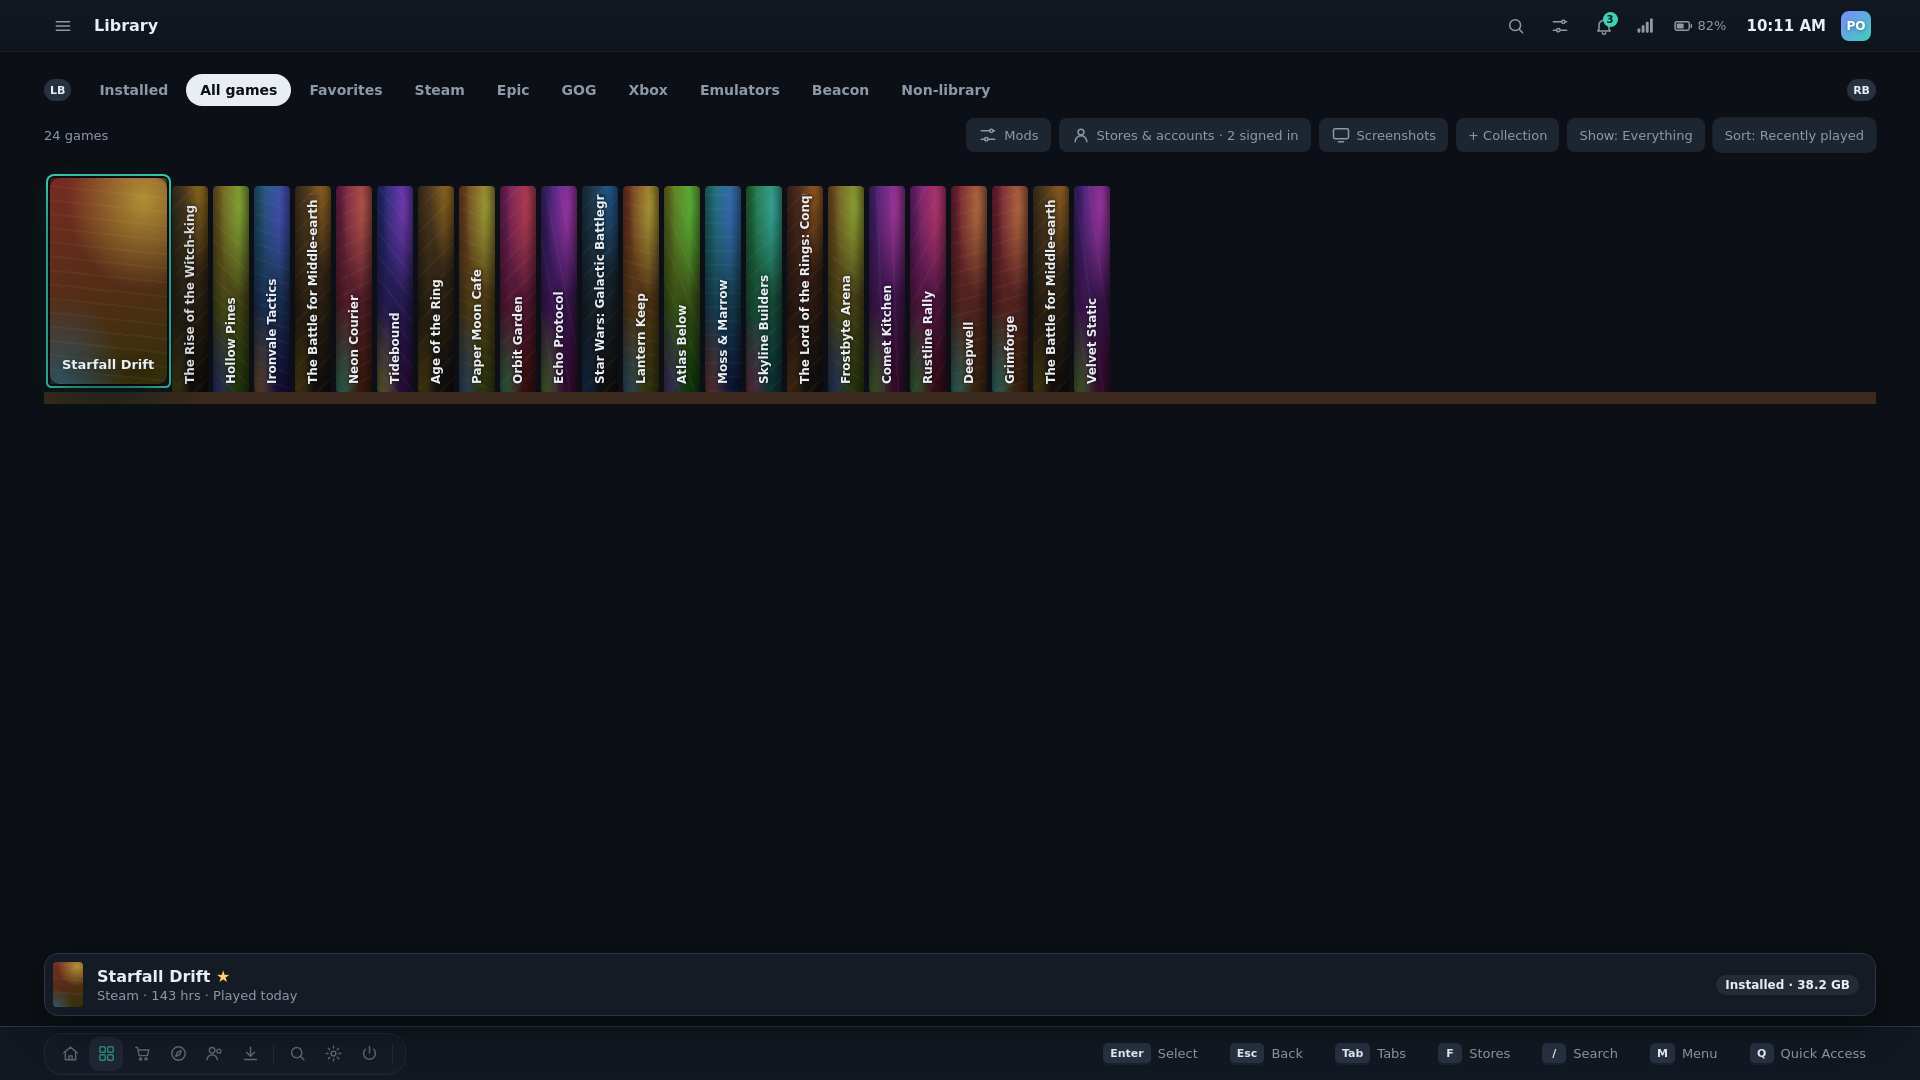 Library
3
82%
10:11 AM
PO
LB
Installed
All games
Favorites
Steam
Epic
GOG
Xbox
Emulators
Beacon
Non-library
RB
24 games
Mods
Stores & accounts · 2 signed in
Screenshots
+ Collection
Show: Everything
Sort: Recently played
Starfall Drift
The Rise of the Witch-king
Hollow Pines
Ironvale Tactics
The Battle for Middle-earth
Neon Courier
Tidebound
Age of the Ring
Paper Moon Cafe
Orbit Garden
Echo Protocol
Star Wars: Galactic Battlegr
Lantern Keep
Atlas Below
Moss & Marrow
Skyline Builders
The Lord of the Rings: Conq
Frostbyte Arena
Comet Kitchen
Rustline Rally
Deepwell
Grimforge
The Battle for Middle-earth
Velvet Static
Starfall Drift ★
Steam · 143 hrs · Played today
Installed · 38.2 GB
Enter Select
Esc Back
Tab Tabs
F Stores
/ Search
M Menu
Q Quick Access